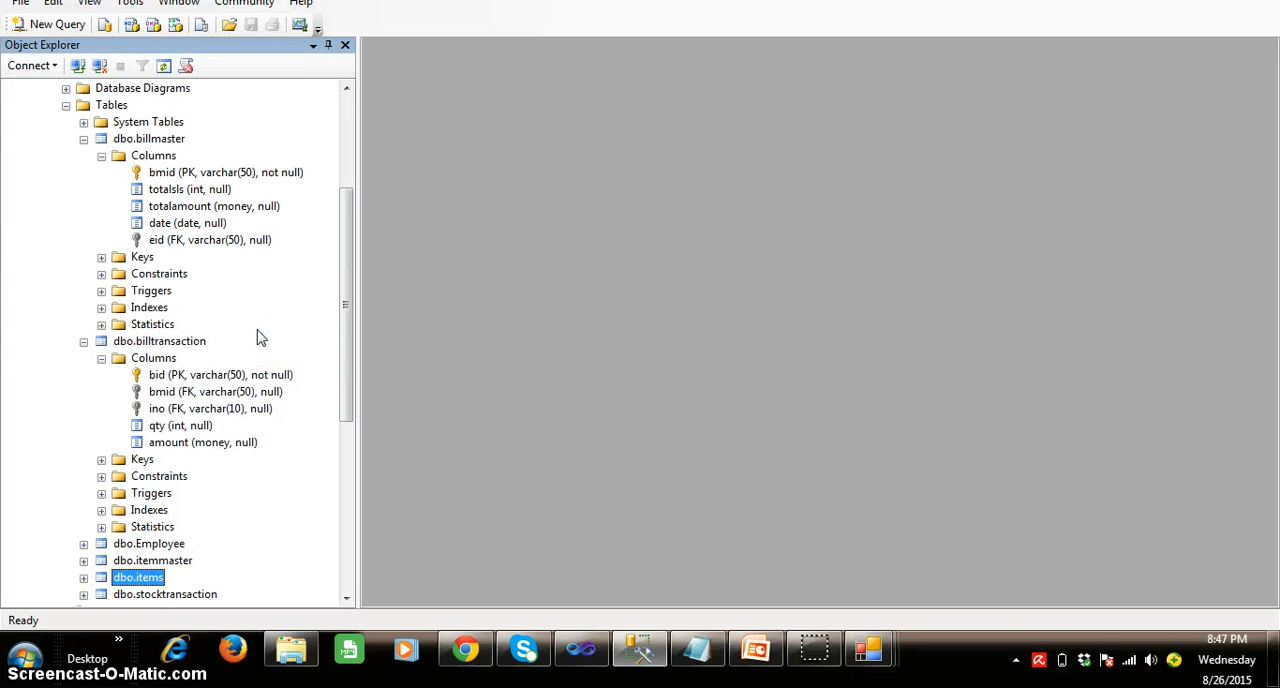 File Edit View Tools Window Community Help
New Query
Object Explorer
Connect
Database Diagrams
Tables
System Tables
dbo.billmaster
Columns
bmid (PK, varchar(50), not null)
totalsls (int, null)
totalamount (money, null)
date (date, null)
eid (FK, varchar(50), null)
Keys
Constraints
Triggers
Indexes
Statistics
dbo.billtransaction
Columns
bid (PK, varchar(50), not null)
bmid (FK, varchar(50), null)
ino (FK, varchar(10), null)
qty (int, null)
amount (money, null)
Keys
Constraints
Triggers
Indexes
Statistics
dbo.Employee
dbo.itemmaster
dbo.items
dbo.stocktransaction
Ready
8:47 PM
Desktop
Wednesday
8/26/2015
Screencast-O-Matic.com